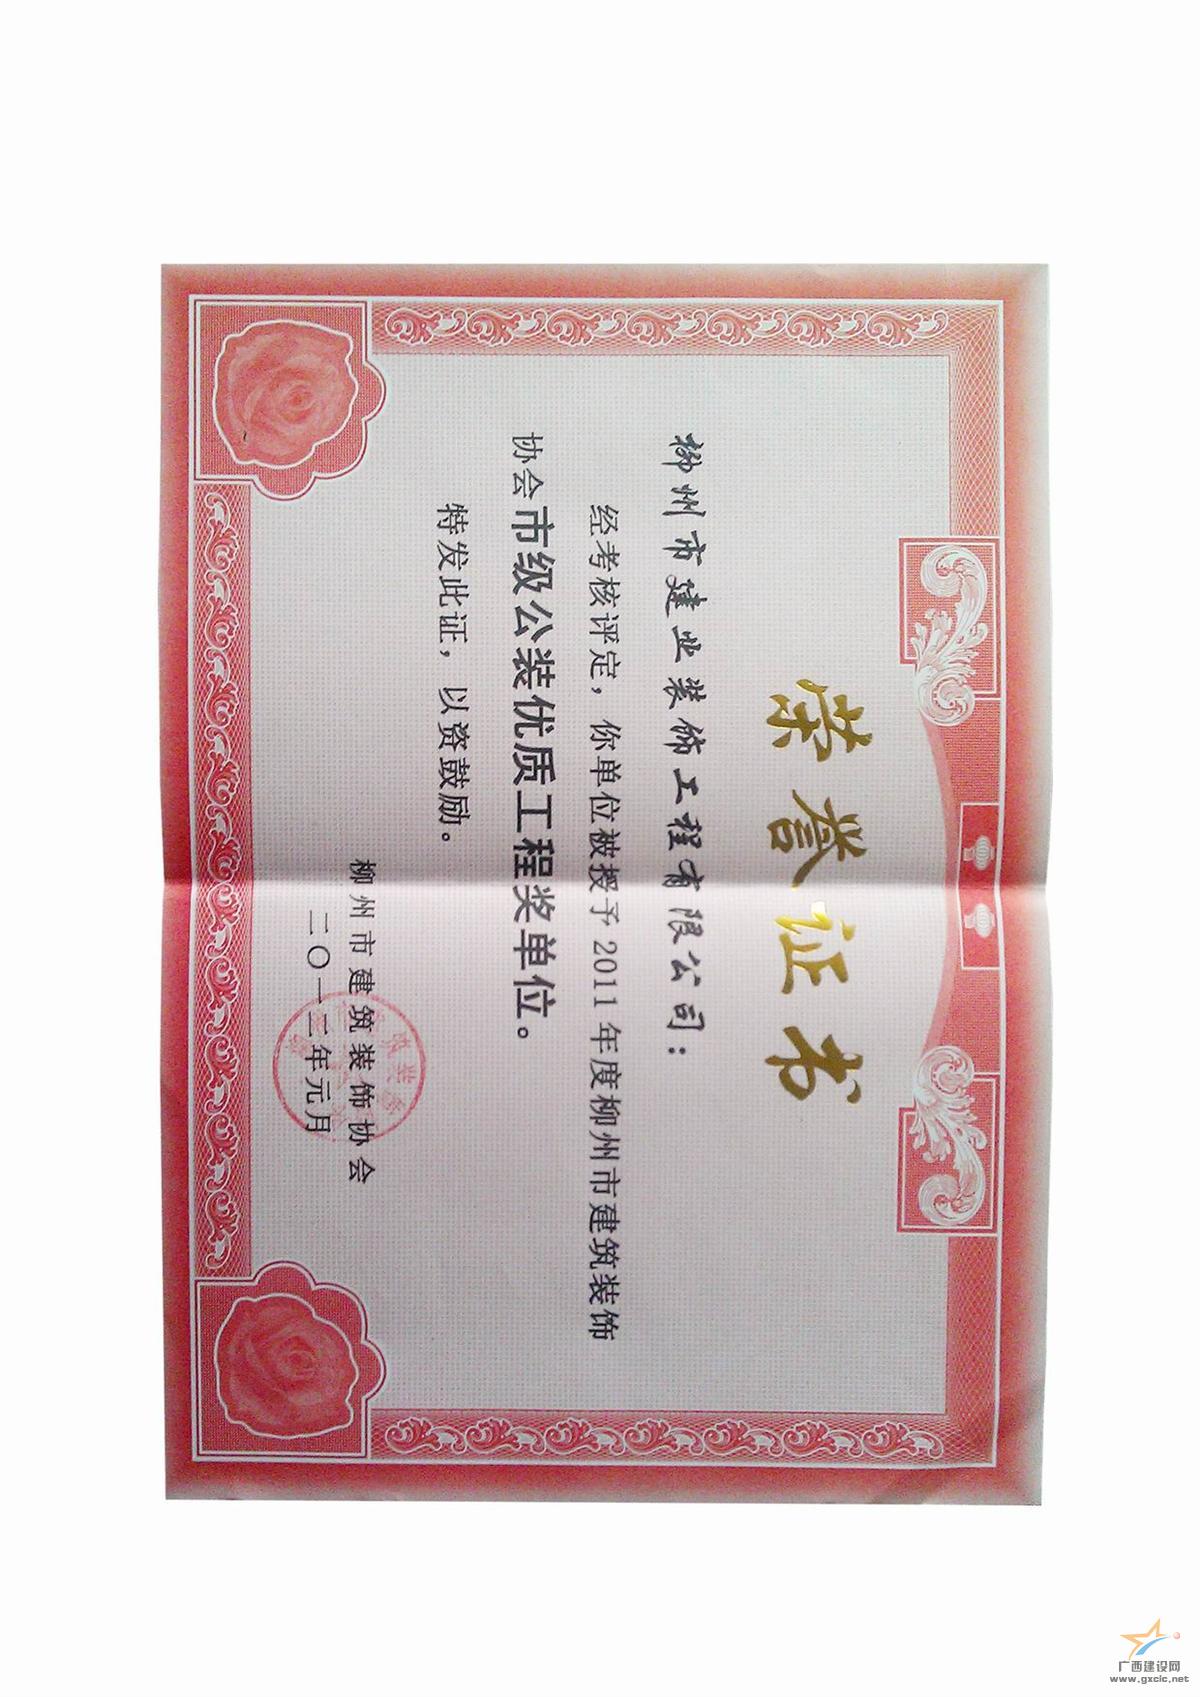 荣誉证书
柳州市建业装饰工程有限公司：
经考核评定，你单位被授予2011年度柳州市建筑装饰
协会市级公装优质工程奖单位。
特发此证，以资鼓励。
柳州市建筑装饰协会
二〇一二年元月
广西建设网
www.gxcic.net